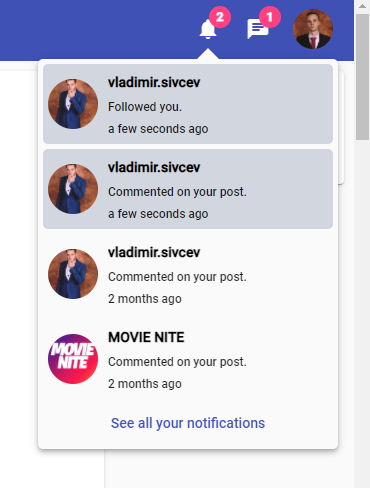 2 1
vladimir.sivcev
Followed you.
a few seconds ago
vladimir.sivcev
Commented on your post.
a few seconds ago
vladimir.sivcev
Commented on your post.
2 months ago
MOVIE
NITE
MOVIE NITE
Commented on your post.
2 months ago
See all your notifications